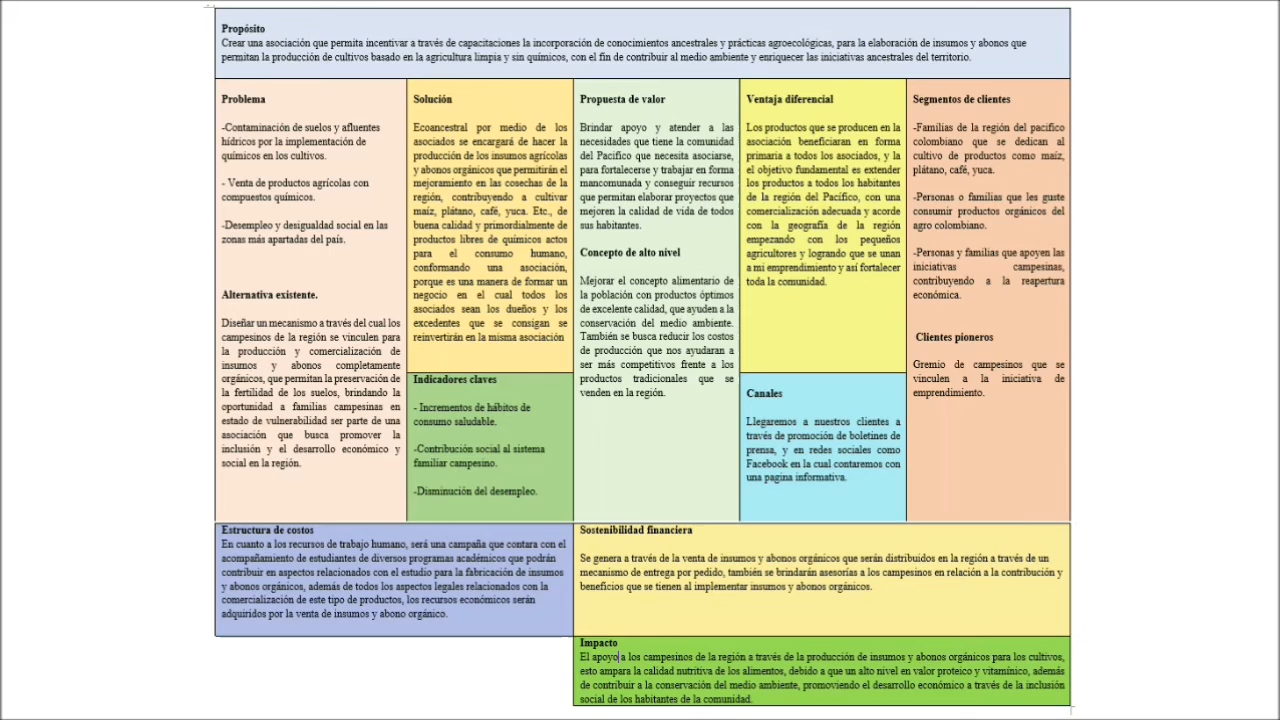 Propósito
Crear una asociación que permita incentivar a través de capacitaciones la incorporación de conocimientos ancestrales y prácticas agroecológicas, para la elaboración de insumos y abonos que
permitan la producción de cultivos basado en la agricultura limpia y sin químicos, con el fin de contribuir al medio ambiente y enriquecer las iniciativas ancestrales del territorio.
Problema
-Contaminación de suelos y afluentes
hídricos por la implementación de
químicos en los cultivos.
- Venta de productos agrícolas con
compuestos químicos.
-Desempleo y desigualdad social en las
zonas más apartadas del país.
Alternativa existente.
Diseñar un mecanismo a través del cual los
campesinos de la región se vinculen para
la producción y comercialización de
insumos y abonos completamente
orgánicos, que permitan la preservación de
la fertilidad de los suelos, brindando la
oportunidad a familias campesinas en
estado de vulnerabilidad ser parte de una
asociación que busca promover la
inclusión y el desarrollo económico y
social en la región.
Solución
Ecoancestral por medio de los
asociados se encargará de hacer la
producción de los insumos agrícolas
y abonos orgánicos que permitirán el
mejoramiento en las cosechas de la
región, contribuyendo a cultivar
maíz, plátano, café, yuca. Etc., de
buena calidad y primordialmente de
productos libres de químicos actos
para el consumo humano,
conformando una asociación,
porque es una manera de formar un
negocio en el cual todos los
asociados sean los dueños y los
excedentes que se consigan se
reinvertirán en la misma asociación
Indicadores claves
- Incrementos de hábitos de
consumo saludable.
-Contribución social al sistema
familiar campesino.
-Disminución del desempleo.
Propuesta de valor
Brindar apoyo y atender a las
necesidades que tiene la comunidad
del Pacifico que necesita asociarse,
para fortalecerse y trabajar en forma
mancomunada y conseguir recursos
que permitan elaborar proyectos que
mejoren la calidad de vida de todos
sus habitantes.
Concepto de alto nivel
Mejorar el concepto alimentario de
la población con productos óptimos
de excelente calidad, que ayuden a la
conservación del medio ambiente.
También se busca reducir los costos
de producción que nos ayudaran a
ser más competitivos frente a los
productos tradicionales que se
venden en la región.
Ventaja diferencial
Los productos que se producen en la
asociación beneficiaran en forma
primaria a todos los asociados, y la
el objetivo fundamental es extender
los productos a todos los habitantes
de la región del Pacífico, con una
comercialización adecuada y acorde
con la geografía de la región
empezando con los pequeños
agricultores y logrando que se unan
a mi emprendimiento y así fortalecer
toda la comunidad.
Canales
Llegaremos a nuestros clientes a
través de promoción de boletines de
prensa, y en redes sociales como
Facebook en la cual contaremos con
una pagina informativa.
Segmentos de clientes
-Familias de la región del pacifico
colombiano que se dedican al
cultivo de productos como maíz,
plátano, café, yuca.
-Personas o familias que les guste
consumir productos orgánicos del
agro colombiano.
-Personas y familias que apoyen las
iniciativas campesinas,
contribuyendo a la reapertura
económica.
Clientes pioneros
Gremio de campesinos que se
vinculen a la iniciativa de
emprendimiento.
Estructura de costos
En cuanto a los recursos de trabajo humano, será una campaña que contara con el
acompañamiento de estudiantes de diversos programas académicos que podrán
contribuir en aspectos relacionados con el estudio para la fabricación de insumos
y abonos orgánicos, además de todos los aspectos legales relacionados con la
comercialización de este tipo de productos, los recursos económicos serán
adquiridos por la venta de insumos y abono orgánico.
Sostenibilidad financiera
Se genera a través de la venta de insumos y abonos orgánicos que serán distribuidos en la región a través de un
mecanismo de entrega por pedido, también se brindarán asesorías a los campesinos en relación a la contribución y
beneficios que se tienen al implementar insumos y abonos orgánicos.
Impacto
El apoyo a los campesinos de la región a través de la producción de insumos y abonos orgánicos para los cultivos,
esto ampara la calidad nutritiva de los alimentos, debido a que un alto nivel en valor proteico y vitamínico, además
de contribuir a la conservación del medio ambiente, promoviendo el desarrollo económico a través de la inclusión
social de los habitantes de la comunidad.